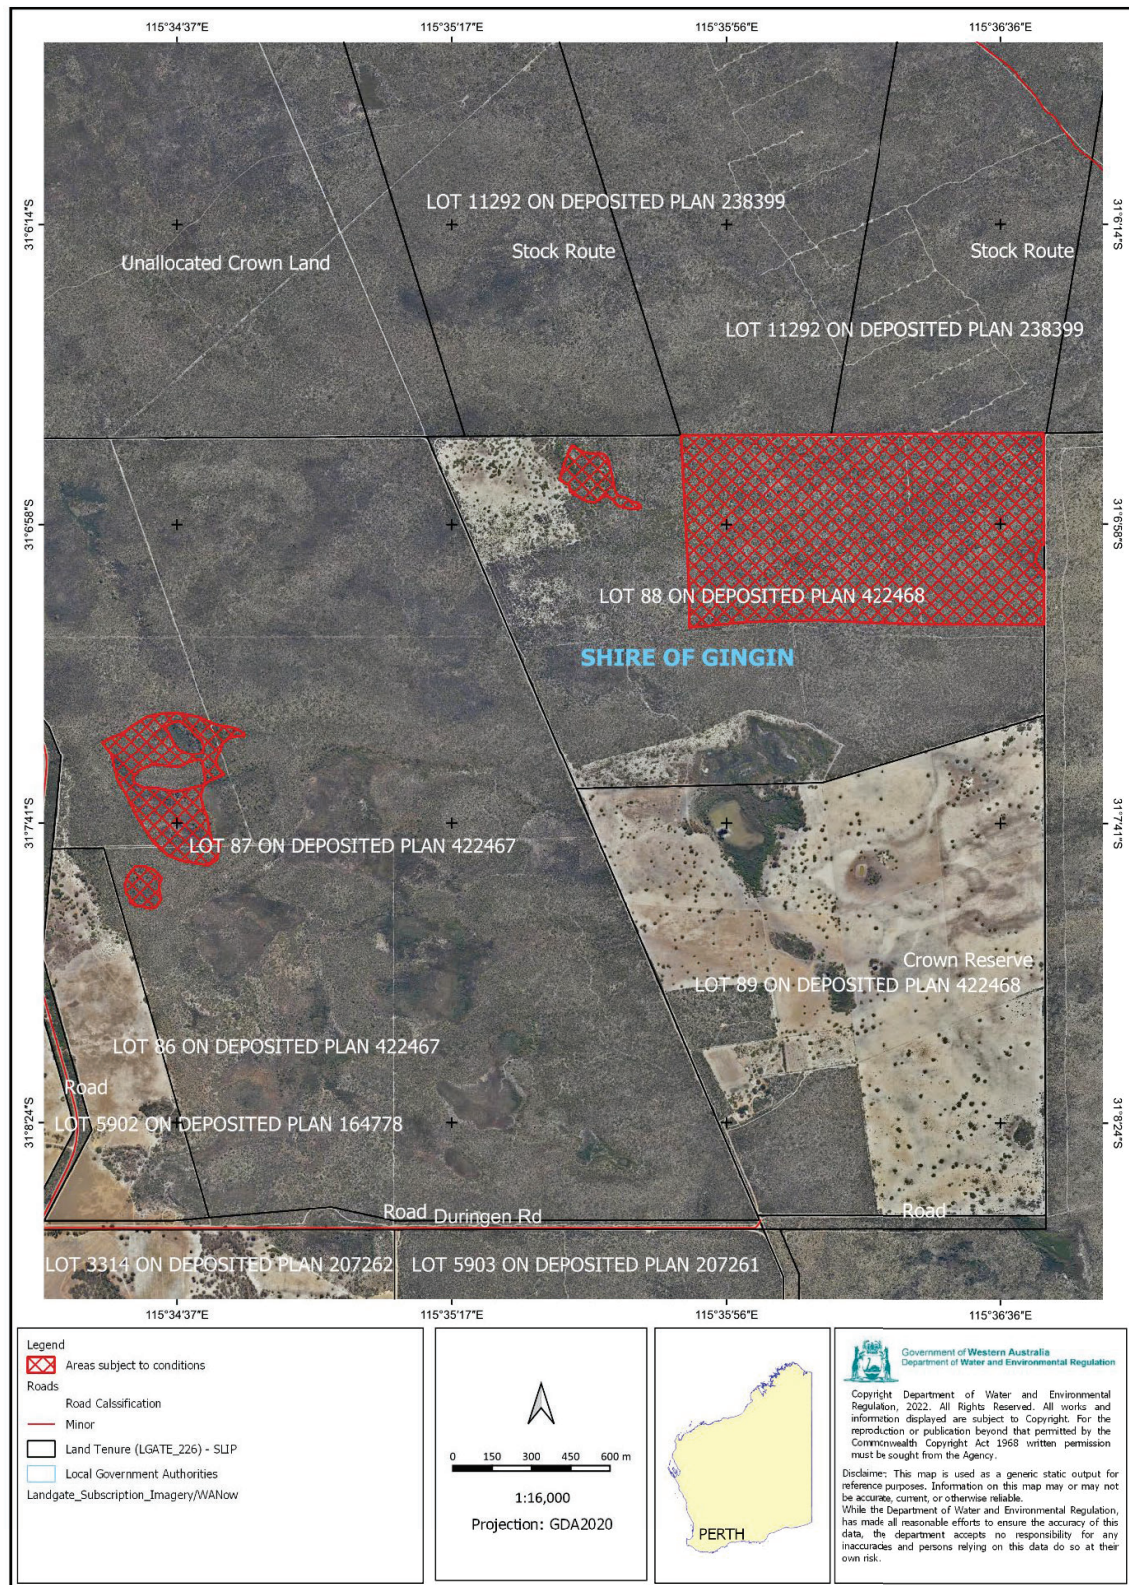 115°34'37"E 115°35'17"E 115°35'56"E 115°36'36"E
31°6'14"S
31°6'14"S
LOT 11292 ON DEPOSITED PLAN 238399
Unallocated Crown Land
Stock Route
Stock Route
LOT 11292 ON DEPOSITED PLAN 238399
31°6'58"S
31°6'58"S
LOT 88 ON DEPOSITED PLAN 422468
SHIRE OF GINGIN
31°7'41"S
31°7'41"S
LOT 87 ON DEPOSITED PLAN 422467
Crown Reserve
LOT 89 ON DEPOSITED PLAN 422468
LOT 86 ON DEPOSITED PLAN 422467
Road
LOT 5902 ON DEPOSITED PLAN 164778
31°8'24"S
31°8'24"S
Road
Duringen Rd
Road
LOT 3314 ON DEPOSITED PLAN 207262
LOT 5903 ON DEPOSITED PLAN 207261
115°34'37"E 115°35'17"E 115°35'56"E 115°36'36"E
Legend
Areas subject to conditions
Roads
Road Calssification
Minor
Land Tenure (LGATE_226) - SLIP
Local Government Authorities
Landgate_Subscription_Imagery/WANow
0 150 300 450 600 m
1:16,000
Projection: GDA2020
PERTH
Government of Western Australia
Department of Water and Environmental Regulation
Copyright Department of Water and Environmental
Regulation, 2022. All Rights Reserved. All works and
information displayed are subject to Copyright. For the
reproduction or publication beyond that permitted by the
Commonwealth Copyright Act 1968 written permission
must be sought from the Agency.
Disclaimer: This map is used as a generic static output for
reference purposes. Information on this map may or may not
be accurate, current, or otherwise reliable.
While the Department of Water and Environmental Regulation,
has made all reasonable efforts to ensure the accuracy of this
data, the department accepts no responsibility for any
inaccuracies and persons relying on this data do so at their
own risk.